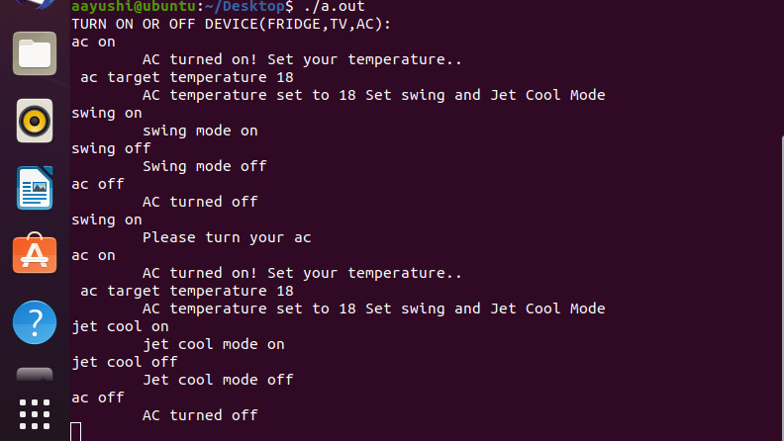 aayushi@ubuntu:~/Desktop$ ./a.out
TURN ON OR OFF DEVICE(FRIDGE,TV,AC):
ac on
AC turned on! Set your temperature..
ac target temperature 18
AC temperature set to 18 Set swing and Jet Cool Mode
swing on
swing mode on
swing off
Swing mode off
ac off
AC turned off
swing on
Please turn your ac
ac on
AC turned on! Set your temperature..
ac target temperature 18
AC temperature set to 18 Set swing and Jet Cool Mode
jet cool on
jet cool mode on
jet cool off
Jet cool mode off
ac off
AC turned off